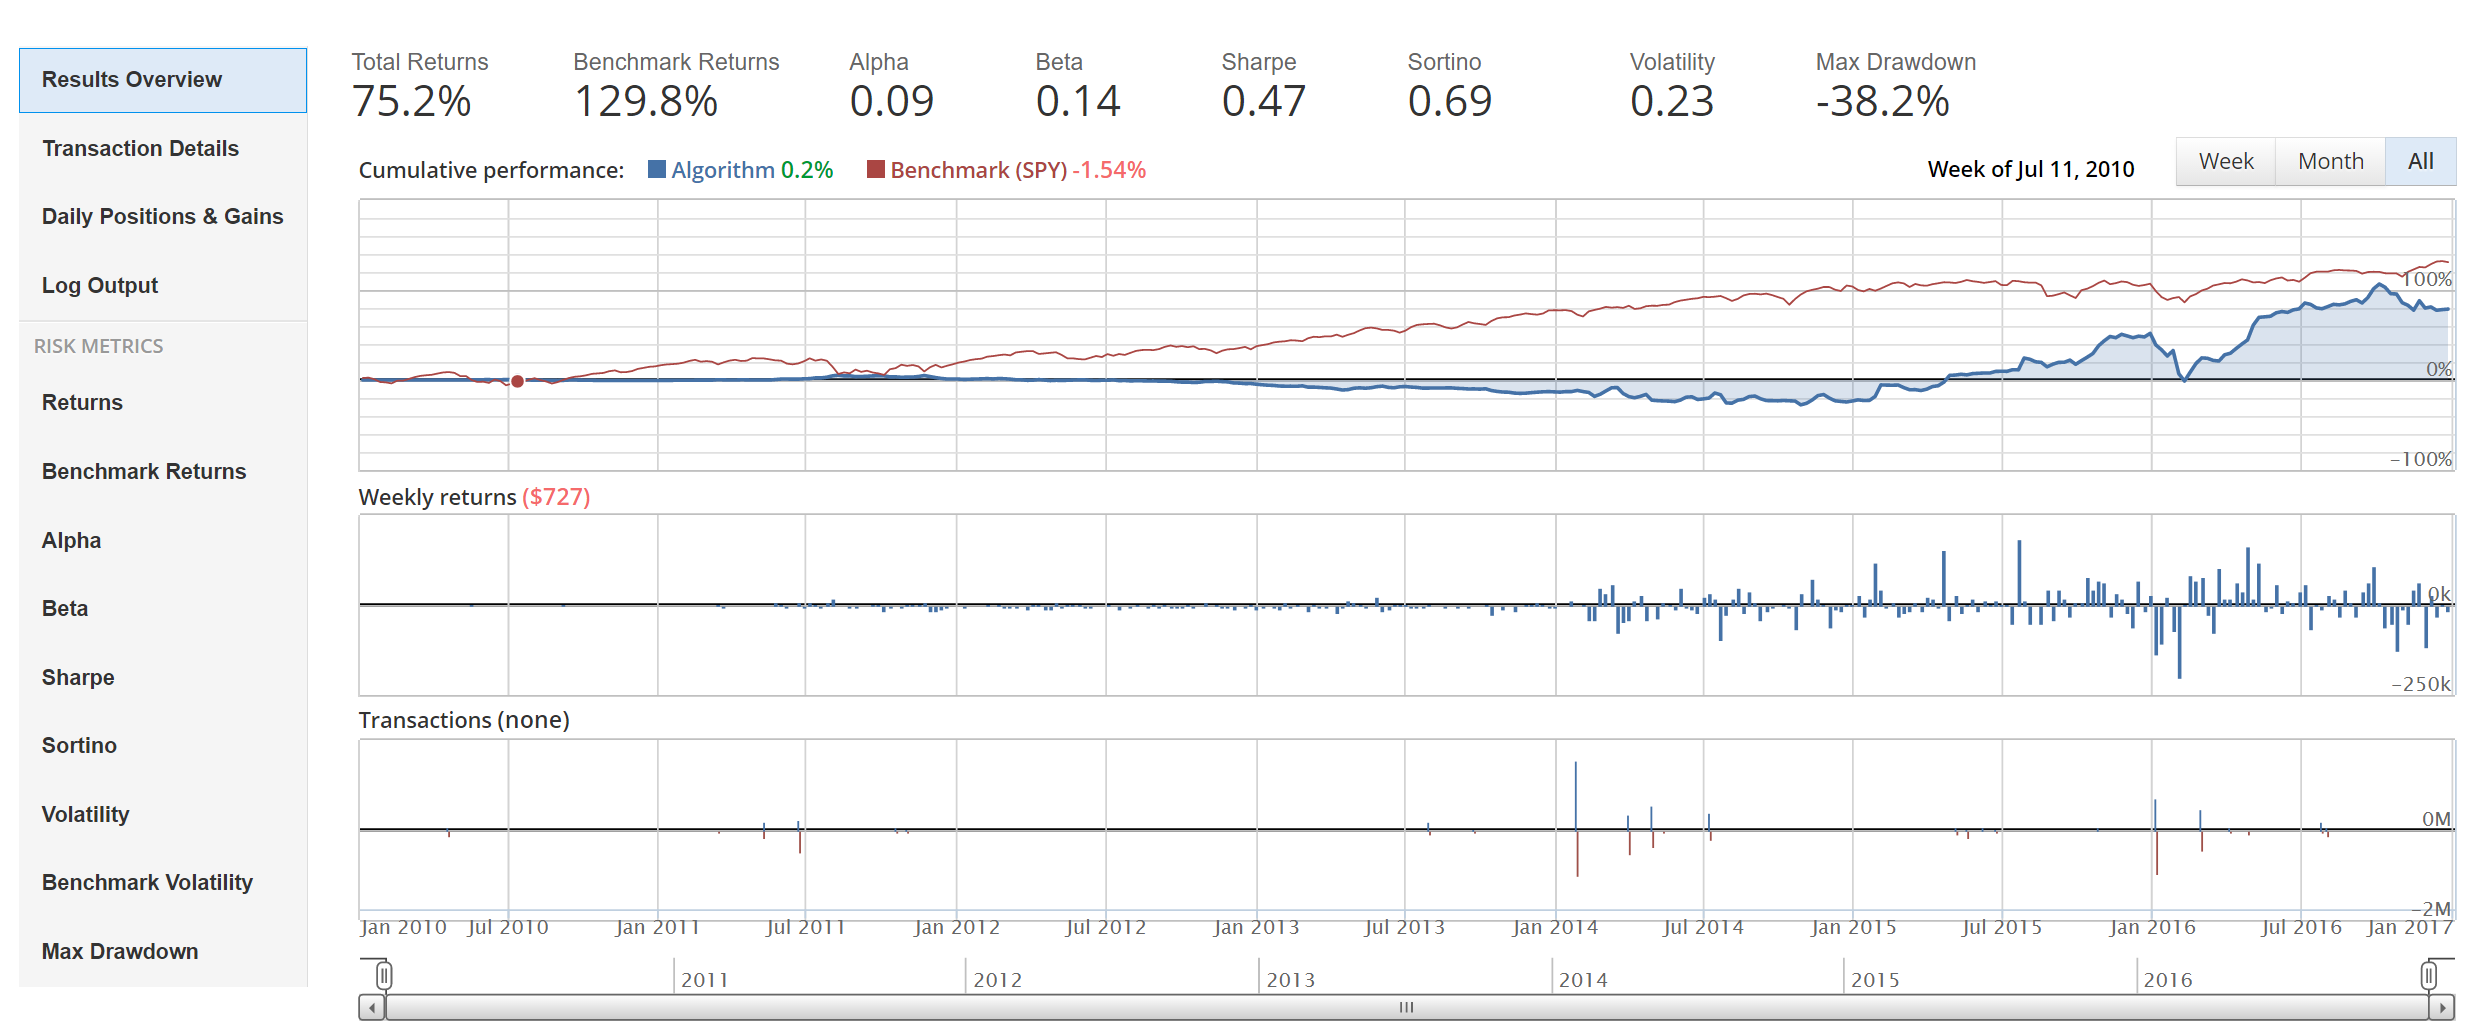 Results Overview
Transaction Details
Daily Positions & Gains
Log Output
RISK METRICS
Returns
Benchmark Returns
Alpha
Beta
Sharpe
Sortino
Volatility
Benchmark Volatility
Max Drawdown
Total Returns Benchmark Returns Alpha Beta Sharpe Sortino Volatility Max Drawdown
75.2% 129.8% 0.09 0.14 0.47 0.69 0.23 -38.2%
Cumulative performance: Algorithm 0.2% Benchmark (SPY) -1.54% Week of Jul 11, 2010 Week Month All
100%
0%
-100%
Weekly returns ($727)
0k
-250k
Transactions (none)
0M
-2M
Jan 2010 Jul 2010 Jan 2011 Jul 2011 Jan 2012 Jul 2012 Jan 2013 Jul 2013 Jan 2014 Jul 2014 Jan 2015 Jul 2015 Jan 2016 Jul 2016 Jan 2017
2011 2012 2013 2014 2015 2016